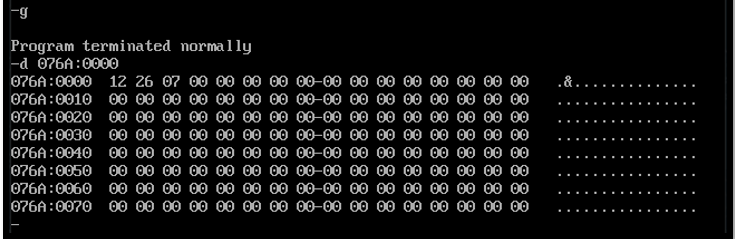 -g
Program terminated normally
-d 076A:0000
076A:0000  12 26 07 00 00 00 00 00-00 00 00 00 00 00 00 00   .&..............
076A:0010  00 00 00 00 00 00 00 00-00 00 00 00 00 00 00 00   ................
076A:0020  00 00 00 00 00 00 00 00-00 00 00 00 00 00 00 00   ................
076A:0030  00 00 00 00 00 00 00 00-00 00 00 00 00 00 00 00   ................
076A:0040  00 00 00 00 00 00 00 00-00 00 00 00 00 00 00 00   ................
076A:0050  00 00 00 00 00 00 00 00-00 00 00 00 00 00 00 00   ................
076A:0060  00 00 00 00 00 00 00 00-00 00 00 00 00 00 00 00   ................
076A:0070  00 00 00 00 00 00 00 00-00 00 00 00 00 00 00 00   ................
-